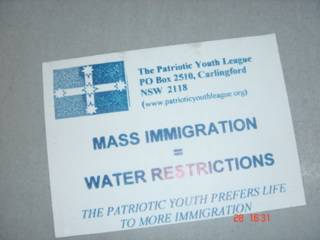 The Patriotic Youth League
PO Box 2510, Carlingford
NSW 2118
(www.patrioticyouthleague.org)
MASS IMMIGRATION
=
WATER RESTRICTIONS
THE PATRIOTIC YOUTH PREFERS LIFE
TO MORE IMMIGRATION
28 16:31